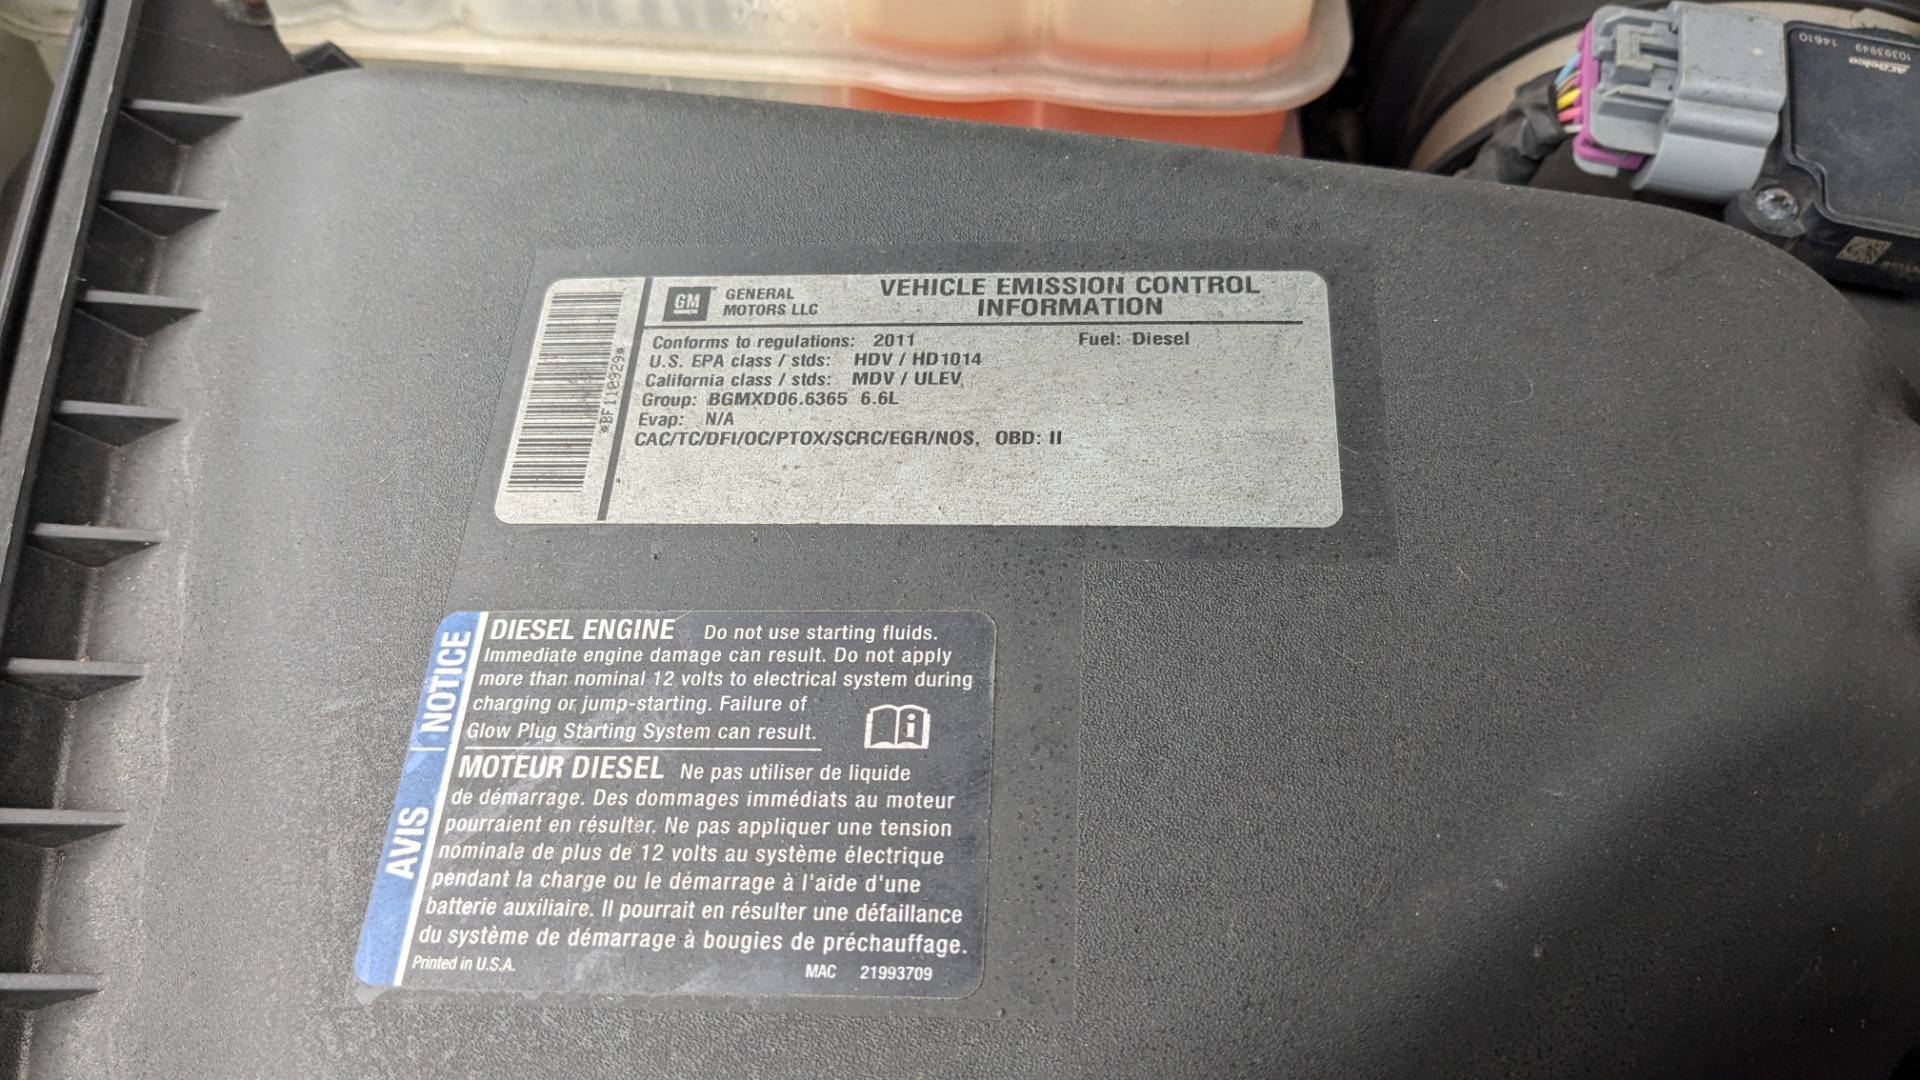 ACDelco
10393949 14610
GM
GENERAL
MOTORS LLC
VEHICLE EMISSION CONTROL
INFORMATION
Conforms to regulations: 2011 Fuel: Diesel
U.S. EPA class / stds: HDV / HD1014
California class / stds: MDV / ULEV
Group: BGMXD06.6365 6.6L
Evap: N/A
CAC/TC/DFI/OC/PTOX/SCRC/EGR/NOS, OBD: II
*BF110929*
NOTICE
DIESEL ENGINE Do not use starting fluids.
Immediate engine damage can result. Do not apply
more than nominal 12 volts to electrical system during
charging or jump-starting. Failure of
Glow Plug Starting System can result.
AVIS
MOTEUR DIESEL Ne pas utiliser de liquide
de démarrage. Des dommages immédiats au moteur
pourraient en résulter. Ne pas appliquer une tension
nominale de plus de 12 volts au système électrique
pendant la charge ou le démarrage à l'aide d'une
batterie auxiliaire. Il pourrait en résulter une défaillance
du système de démarrage à bougies de préchauffage.
Printed in U.S.A.
MAC 21993709